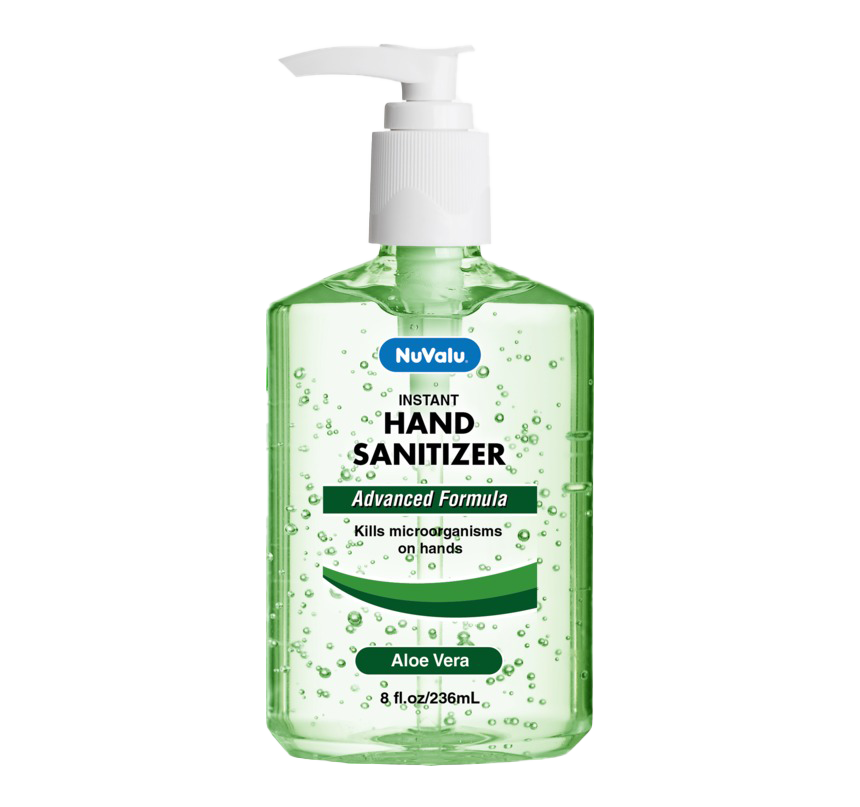 NuValu
INSTANT
HAND
SANITIZER
Advanced Formula
Kills microorganisms
on hands
Aloe Vera
8 fl.oz/236mL